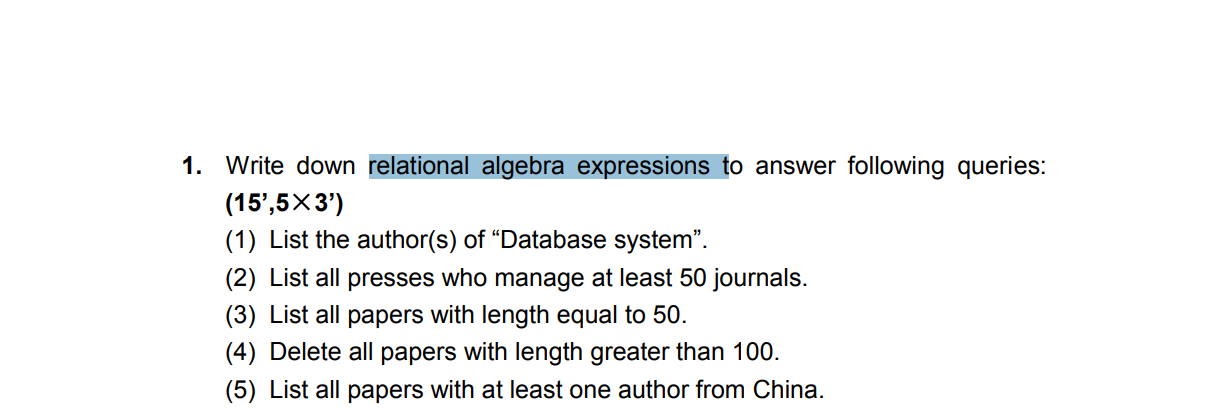 1. Write down relational algebra expressions to answer following queries:
(15’,5×3’)
(1) List the author(s) of “Database system”.
(2) List all presses who manage at least 50 journals.
(3) List all papers with length equal to 50.
(4) Delete all papers with length greater than 100.
(5) List all papers with at least one author from China.